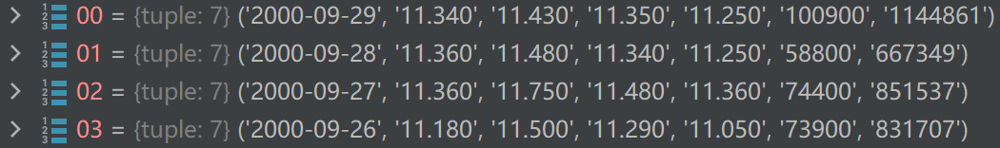 00 = {tuple: 7} ('2000-09-29', '11.340', '11.430', '11.350', '11.250', '100900', '1144861')
01 = {tuple: 7} ('2000-09-28', '11.360', '11.480', '11.340', '11.250', '58800', '667349')
02 = {tuple: 7} ('2000-09-27', '11.360', '11.750', '11.480', '11.360', '74400', '851537')
03 = {tuple: 7} ('2000-09-26', '11.180', '11.500', '11.290', '11.050', '73900', '831707')